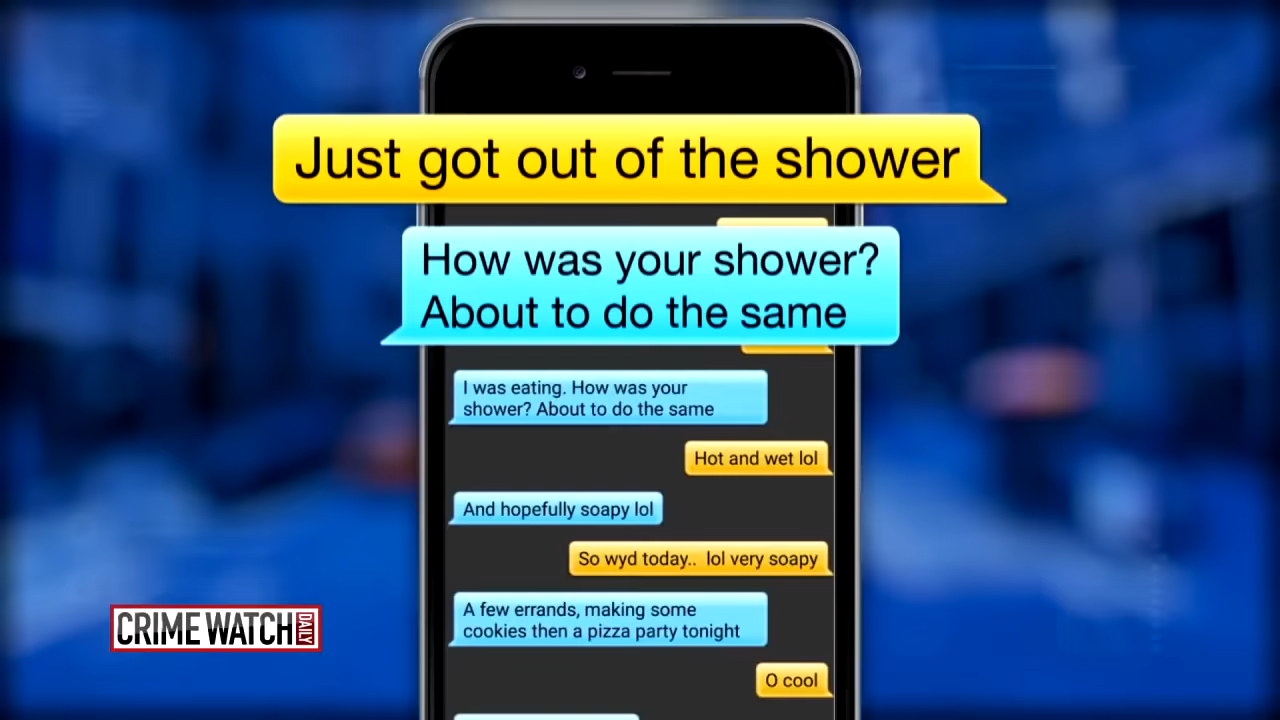 Just got out of the shower
How was your shower?
About to do the same
I was eating. How was your
shower? About to do the same
Hot and wet lol
And hopefully soapy lol
So wyd today.. lol very soapy
A few errands, making some
cookies then a pizza party tonight
O cool
CRIME WATCH DAILY